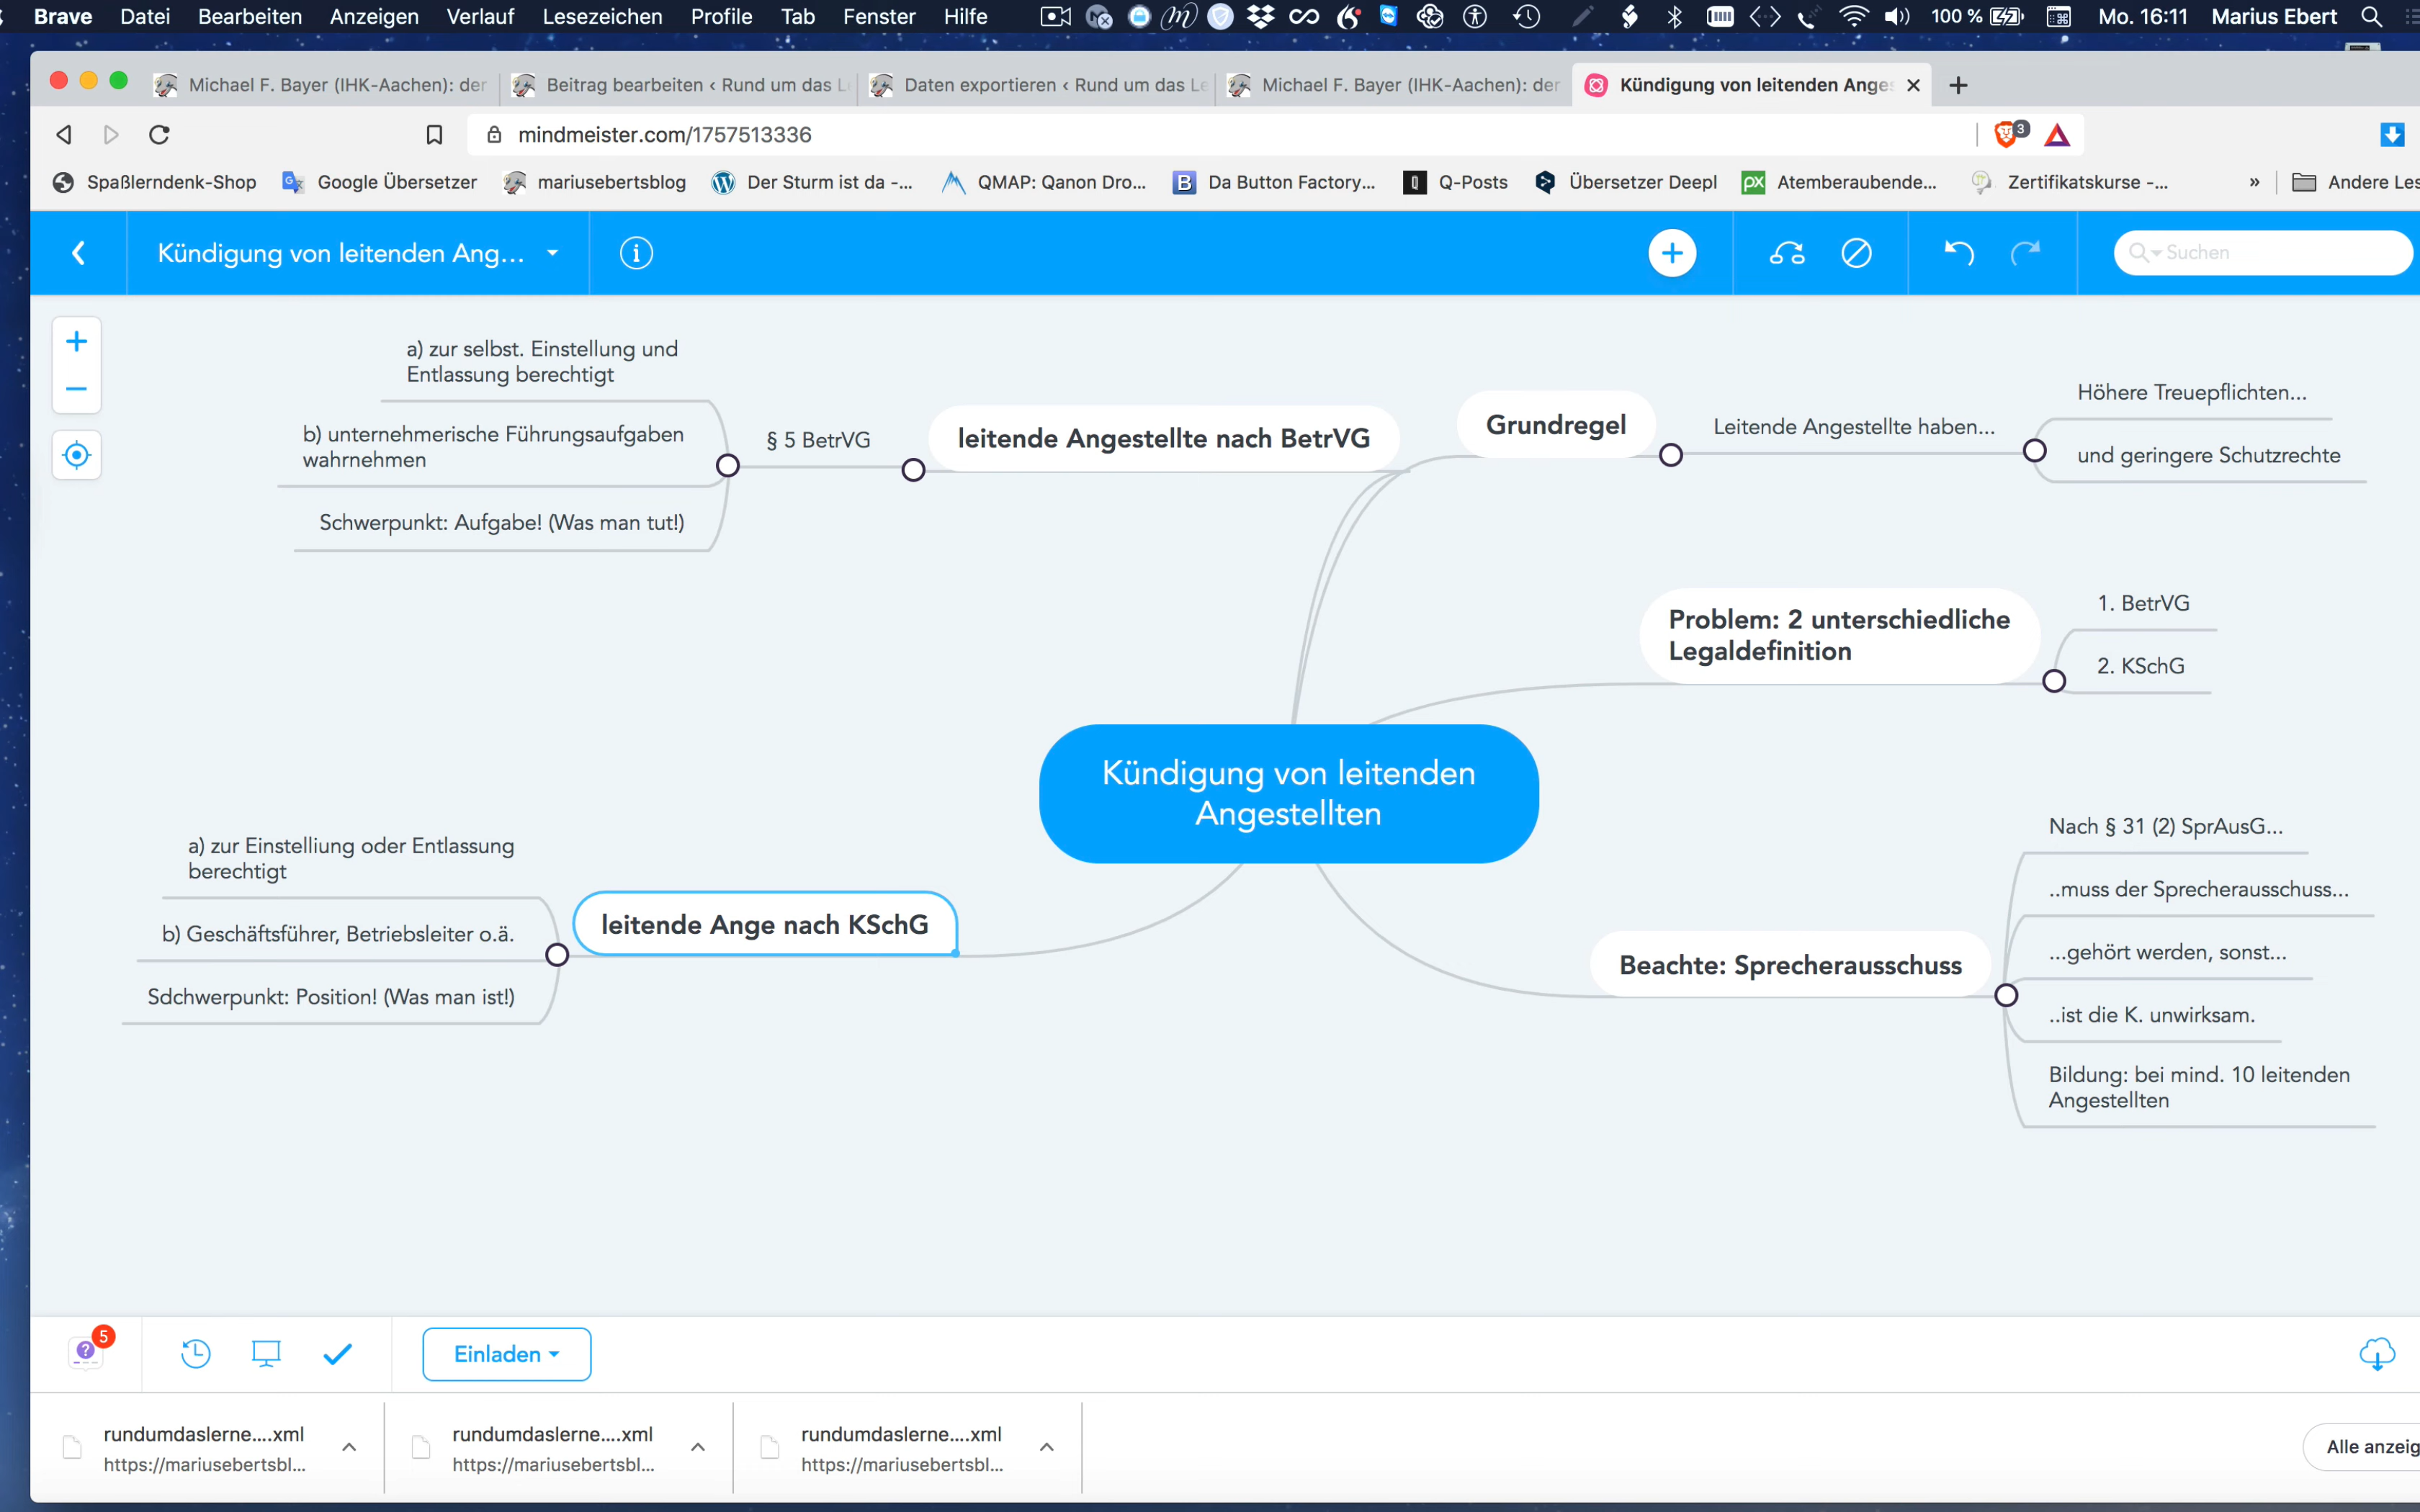 Brave Datei Bearbeiten Anzeigen Verlauf Lesezeichen Profile Tab Fenster Hilfe 100 % Mo. 16:11 Marius Ebert
Michael F. Bayer (IHK-Aachen): der
Beitrag bearbeiten ‹ Rund um das L
Daten exportieren ‹ Rund um das Le
Michael F. Bayer (IHK-Aachen): der
Kündigung von leitenden Anges
mindmeister.com/1757513336
3
Spaßlerndenk-Shop Google Übersetzer mariusebertsblog Der Sturm ist da -... QMAP: Qanon Dro... Da Button Factory... Q-Posts Übersetzer Deepl Atemberaubende... Zertifikatskurse -... » Andere Les
Kündigung von leitenden Ang...
Suchen
a) zur selbst. Einstellung und
Entlassung berechtigt
b) unternehmerische Führungsaufgaben
wahrnehmen
Schwerpunkt: Aufgabe! (Was man tut!)
§ 5 BetrVG
leitende Angestellte nach BetrVG
Grundregel
Leitende Angestellte haben...
Höhere Treuepflichten...
und geringere Schutzrechte
Problem: 2 unterschiedliche
Legaldefinition
1. BetrVG
2. KSchG
Kündigung von leitenden
Angestellten
a) zur Einstelliung oder Entlassung
berechtigt
b) Geschäftsführer, Betriebsleiter o.ä.
Sdchwerpunkt: Position! (Was man ist!)
leitende Ange nach KSchG
Beachte: Sprecherausschuss
Nach § 31 (2) SprAusG...
..muss der Sprecherausschuss...
...gehört werden, sonst...
..ist die K. unwirksam.
Bildung: bei mind. 10 leitenden
Angestellten
5
Einladen
rundumdaslerne....xml
https://mariusebertsbl...
rundumdaslerne....xml
https://mariusebertsbl...
rundumdaslerne....xml
https://mariusebertsbl...
Alle anzeig